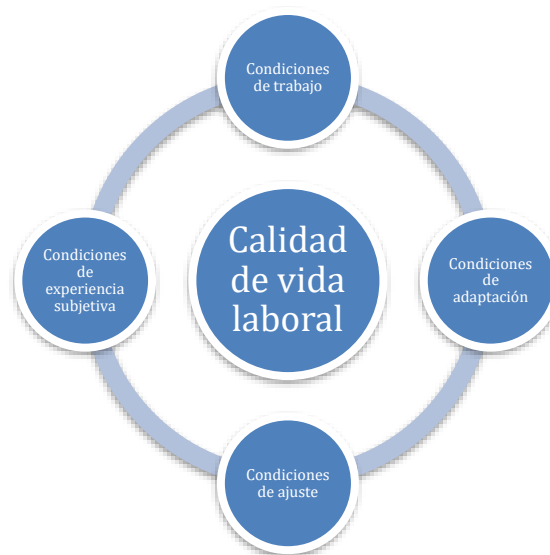 Condiciones
de trabajo
Calidad
de vida
laboral
Condiciones
de
experiencia
subjetiva
Condiciones
de
adaptación
Condiciones
de ajuste